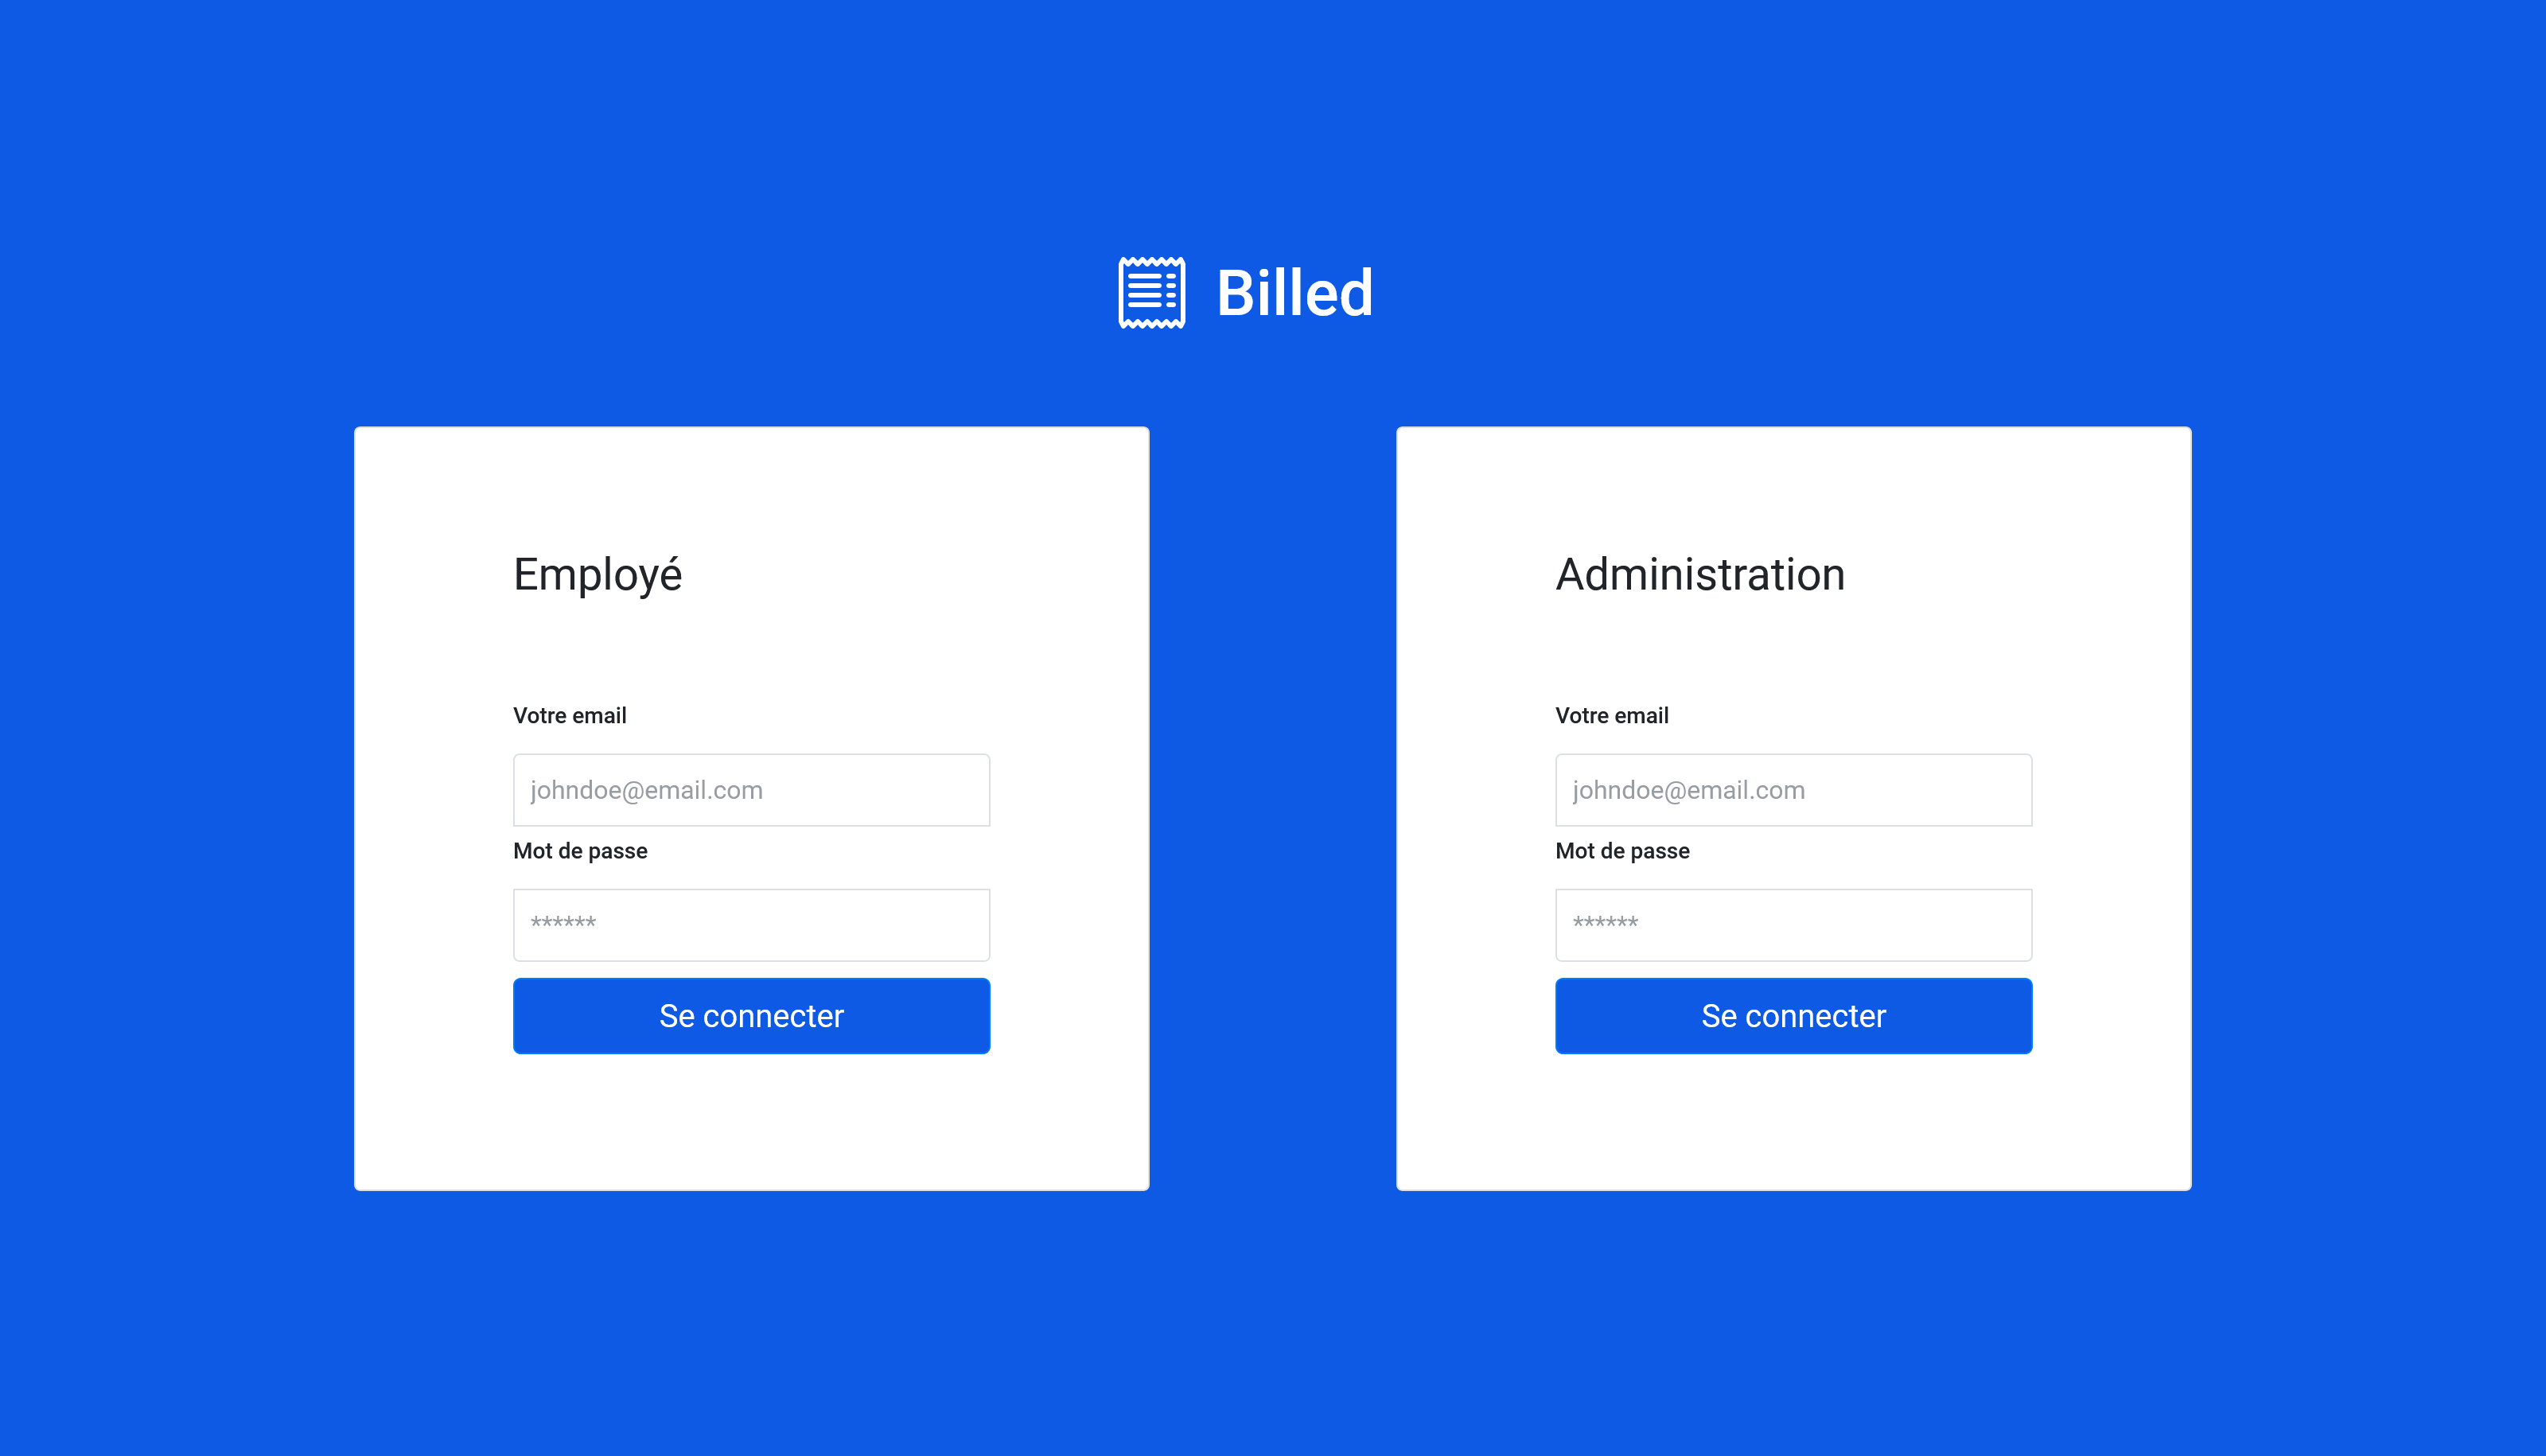 Billed
Employé
Votre email
johndoe@email.com
Mot de passe
******
Se connecter
Administration
Votre email
johndoe@email.com
Mot de passe
******
Se connecter